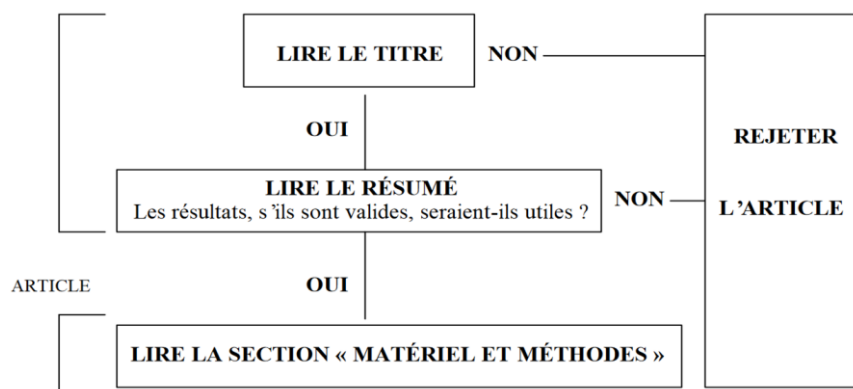 LIRE LE TITRE
NON
OUI
REJETER
LIRE LE RÉSUMÉ
Les résultats, s’ils sont valides, seraient-ils utiles ?
NON
L’ARTICLE
ARTICLE
OUI
LIRE LA SECTION « MATÉRIEL ET MÉTHODES »